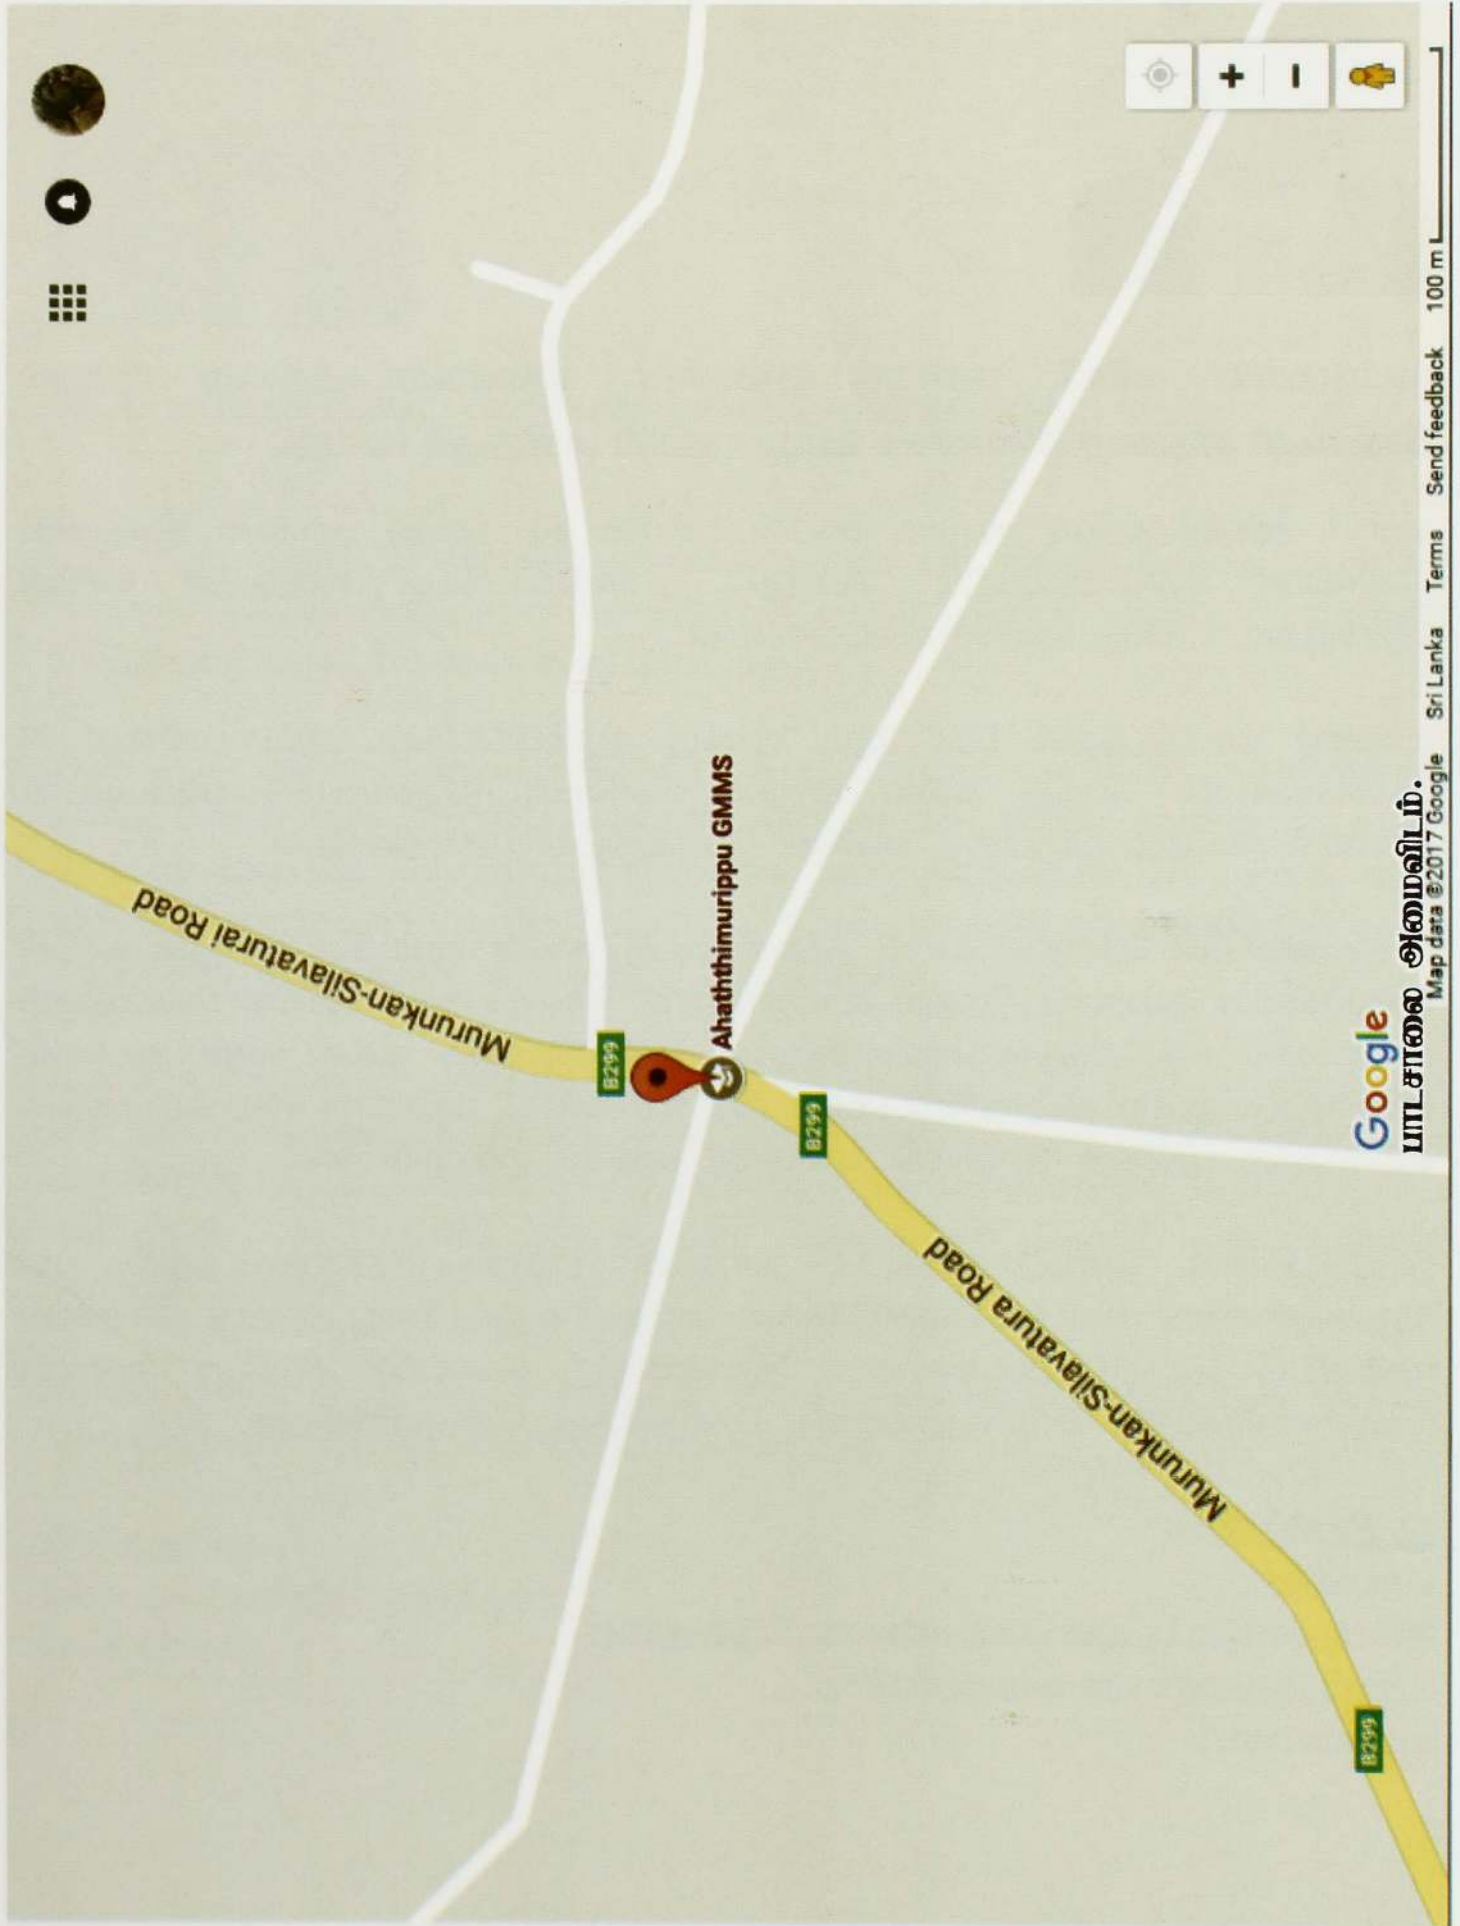 Murunkan-Silavaturai Road
B299
Ahaththimurippu GMMS
B299
Murunkan-Silavatura Road
B299
Google
பாடசாலை அமைவிடம்.
Map data ©2017 Google Sri Lanka Terms Send feedback 100 m